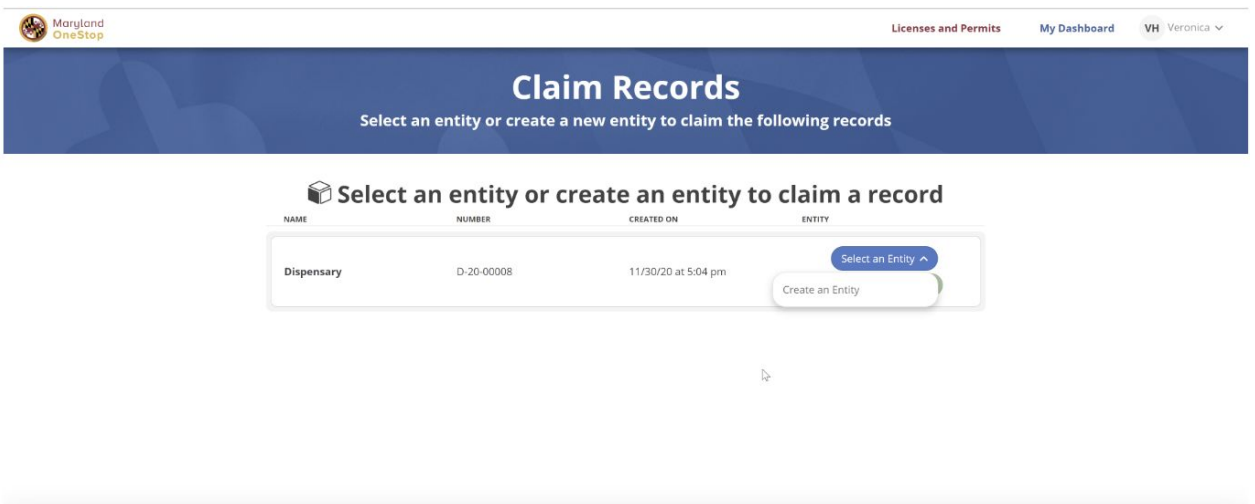 Maryland
OneStop
Licenses and Permits
My Dashboard
VH Veronica
Claim Records
Select an entity or create a new entity to claim the following records
Select an entity or create an entity to claim a record
NAME NUMBER CREATED ON ENTITY
Select an Entity
Dispensary D-20-00008 11/30/20 at 5:04 pm
Create an Entity